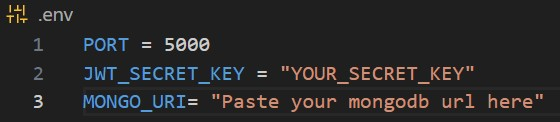 .env
1 PORT = 5000
2 JWT_SECRET_KEY = "YOUR_SECRET_KEY"
3 MONGO_URI= "Paste your mongodb url here"